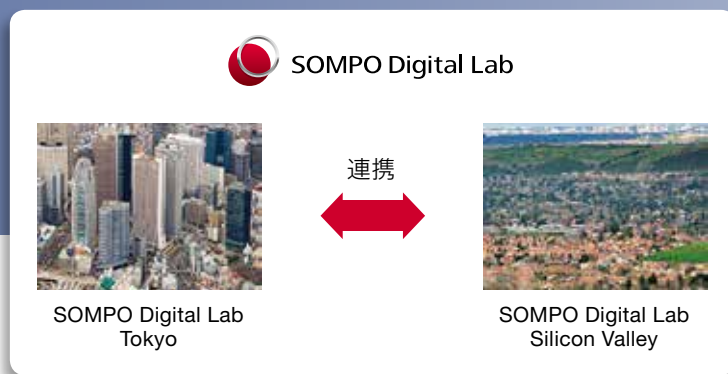 SOMPO Digital Lab
連携
SOMPO Digital Lab
Tokyo
SOMPO Digital Lab
Silicon Valley